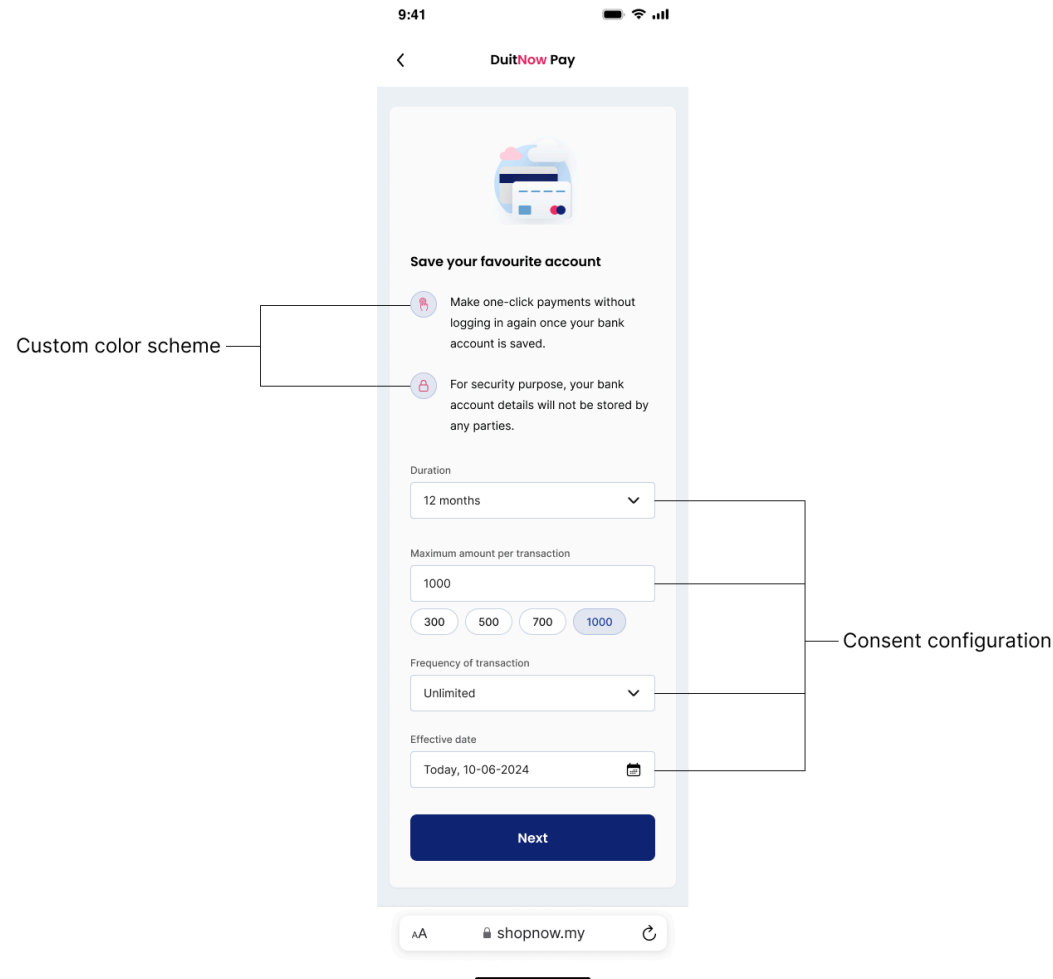 9:41
DuitNow Pay
Save your favourite account
Make one-click payments without
logging in again once your bank
account is saved.
Custom color scheme
For security purpose, your bank
account details will not be stored by
any parties.
Duration
12 months
Maximum amount per transaction
1000
300 500 700 1000
Consent configuration
Frequency of transaction
Unlimited
Effective date
Today, 10-06-2024
Next
AA shopnow.my